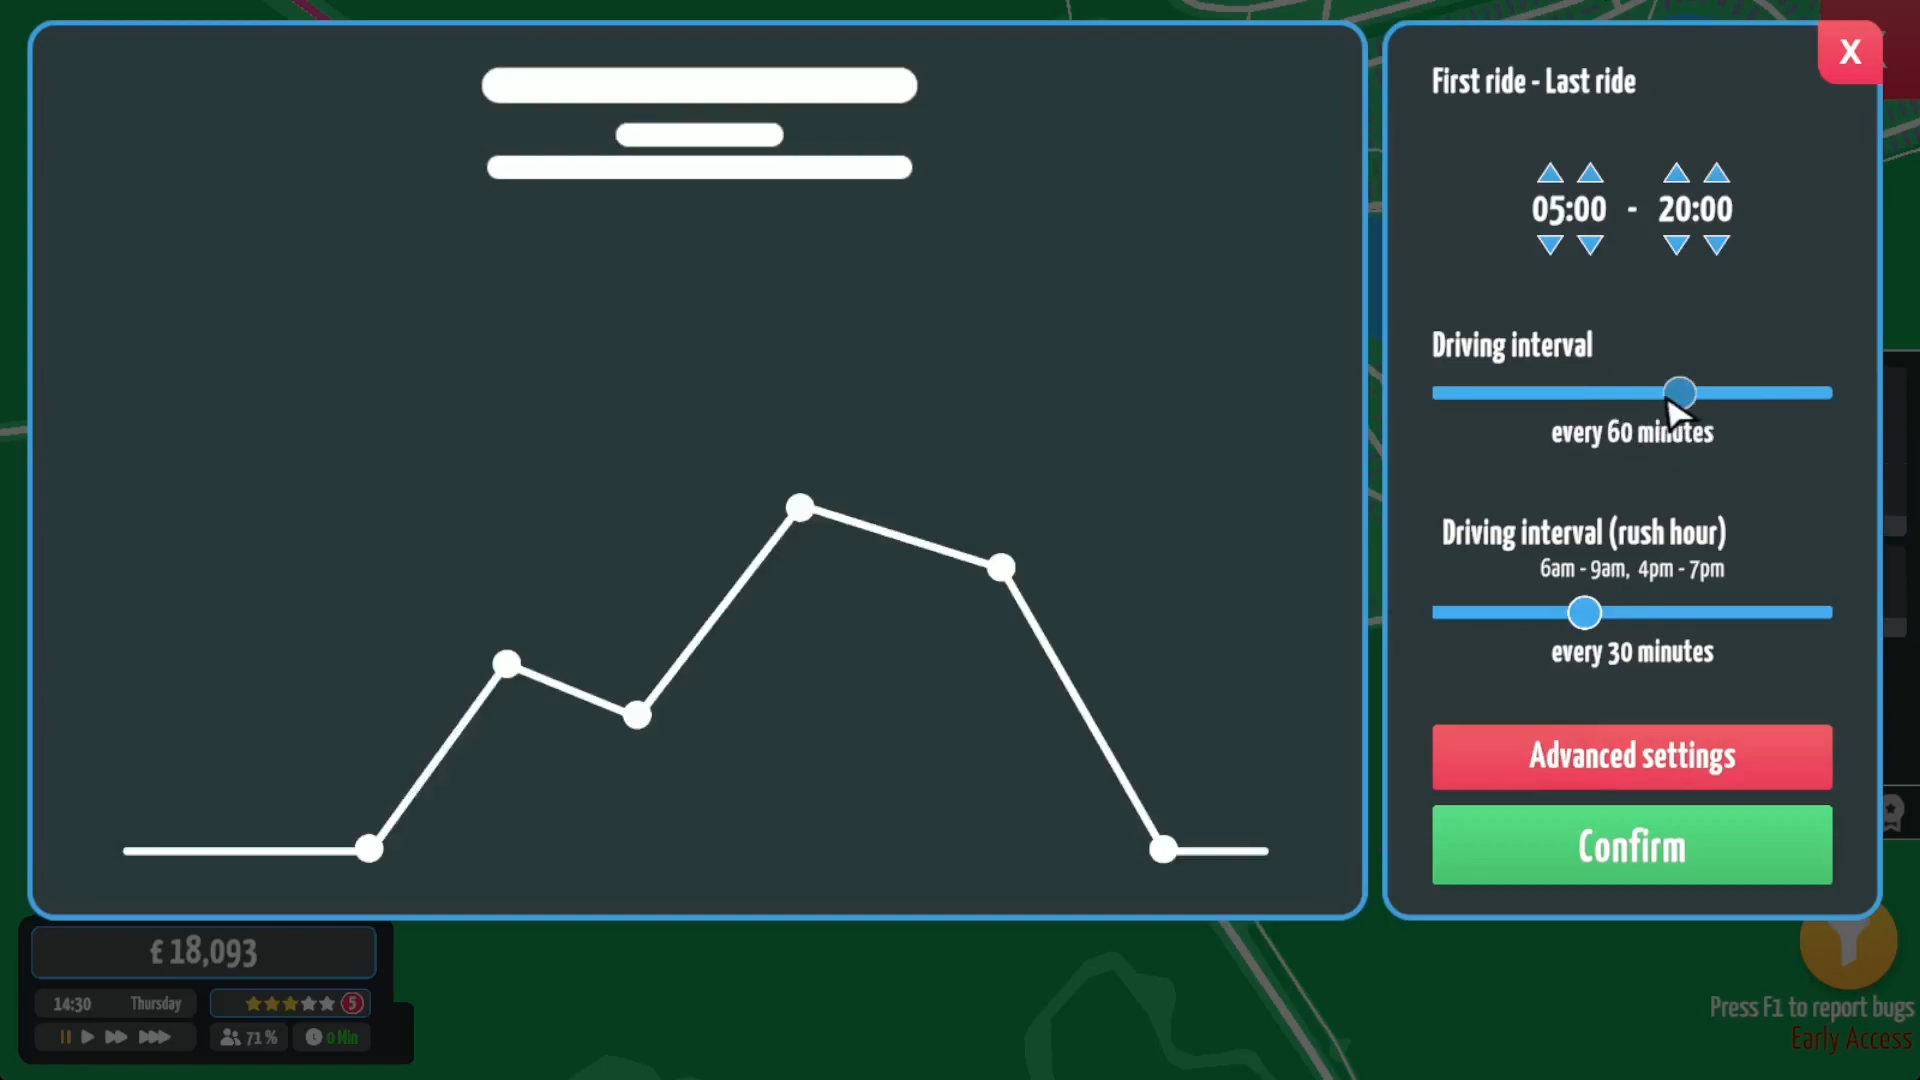 X
First ride - Last ride
05:00 - 20:00
Driving interval
every 60 minutes
Driving interval (rush hour)
6am - 9am, 4pm - 7pm
every 30 minutes
Advanced settings
Confirm
£ 18,093
14:30 Thursday 5
71 % 0 Min
Press F1 to report bugs
Early Access